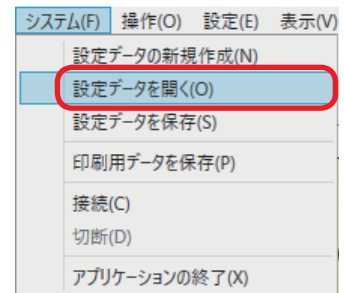 システム(F) 操作(O) 設定(E) 表示(V)
設定データの新規作成(N)
設定データを開く(O)
設定データを保存(S)
印刷用データを保存(P)
接続(C)
切断(D)
アプリケーションの終了(X)